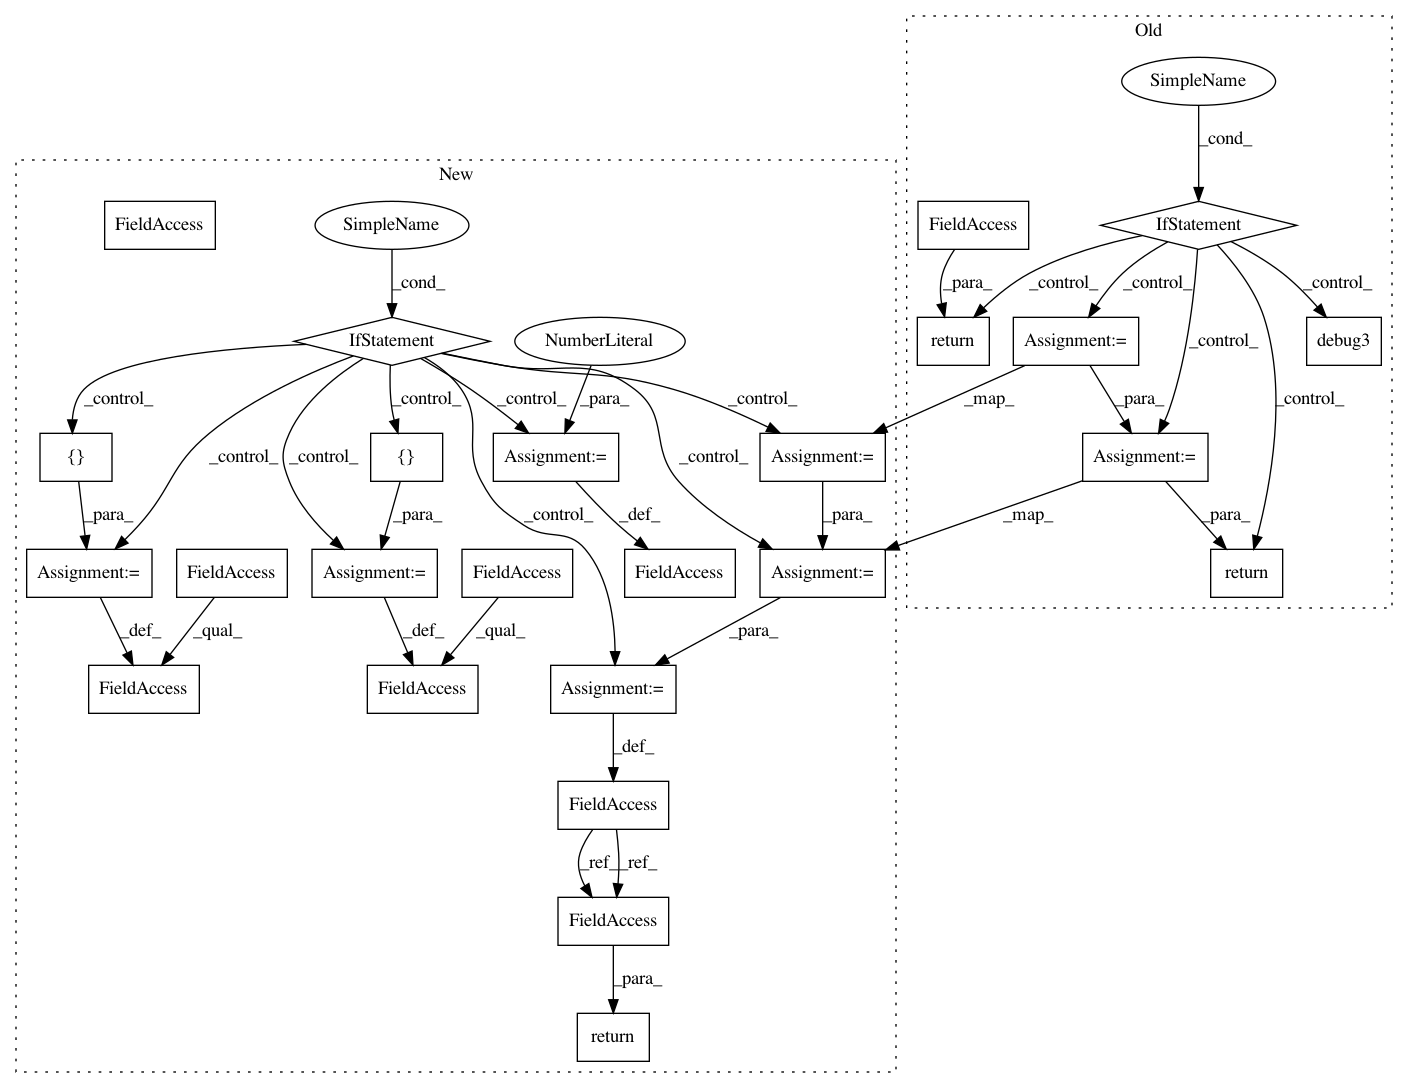 Old
SimpleName
_cond_
New
FieldAccess
SimpleName
FieldAccess
IfStatement
_cond_
_para_
_control_
_control_
_control_
IfStatement
NumberLiteral
return
Assignment:=
_control_
debug3
_control_
_control_
_control_
_para_
_control_
_map_
_para_
_control_
{}
_control_
_control_
{}
Assignment:=
_control_
Assignment:=
Assignment:=
_para_
_para_
_control_
_def_
_para_
_map_
_para_
Assignment:=
FieldAccess
Assignment:=
FieldAccess
FieldAccess
Assignment:=
return
_def_
_qual_
_def_
_qual_
_para_
FieldAccess
FieldAccess
Assignment:=
_def_
FieldAccess
_ref_
_ref_
FieldAccess
_para_
return